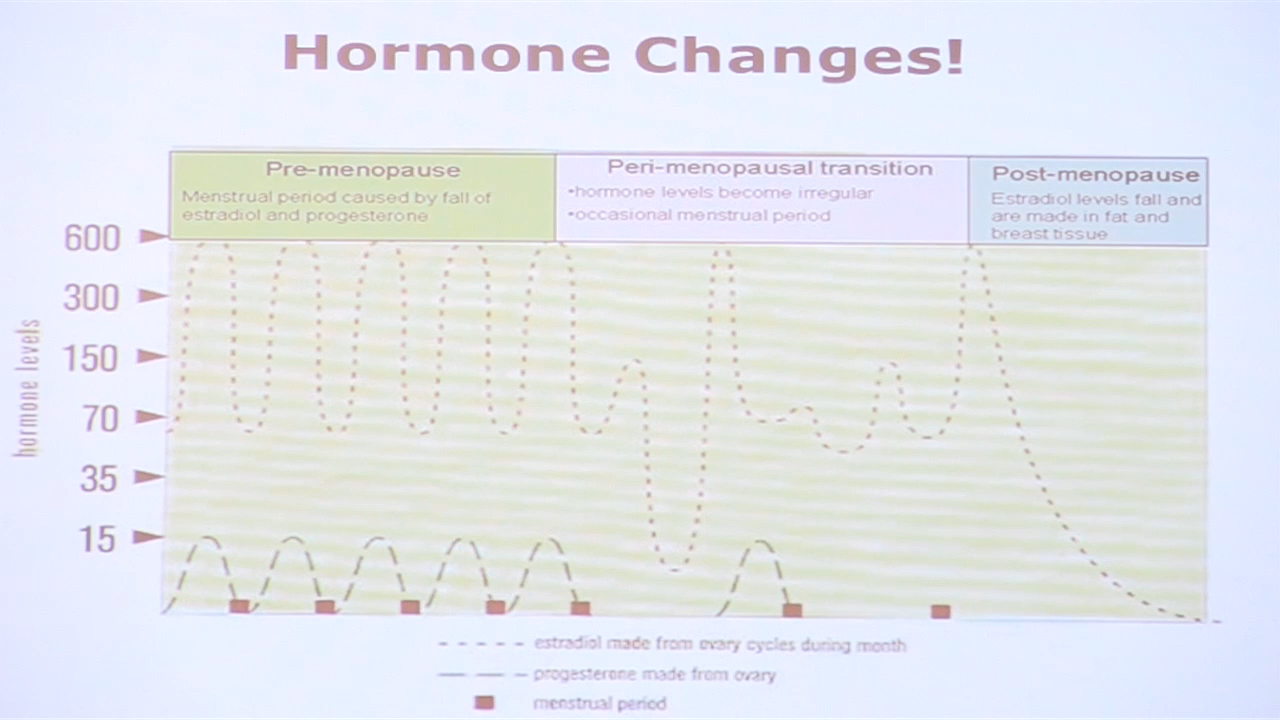 Hormone Changes!
Pre-menopause
Menstrual period caused by fall of
estradiol and progesterone
Peri-menopausal transition
•hormone levels become irregular
•occasional menstrual period
Post-menopause
Estradiol levels fall and
are made in fat and
breast tissue
hormone levels
600
300
150
70
35
15
estradiol made from ovary cycles during month
progesterone made from ovary
menstrual period